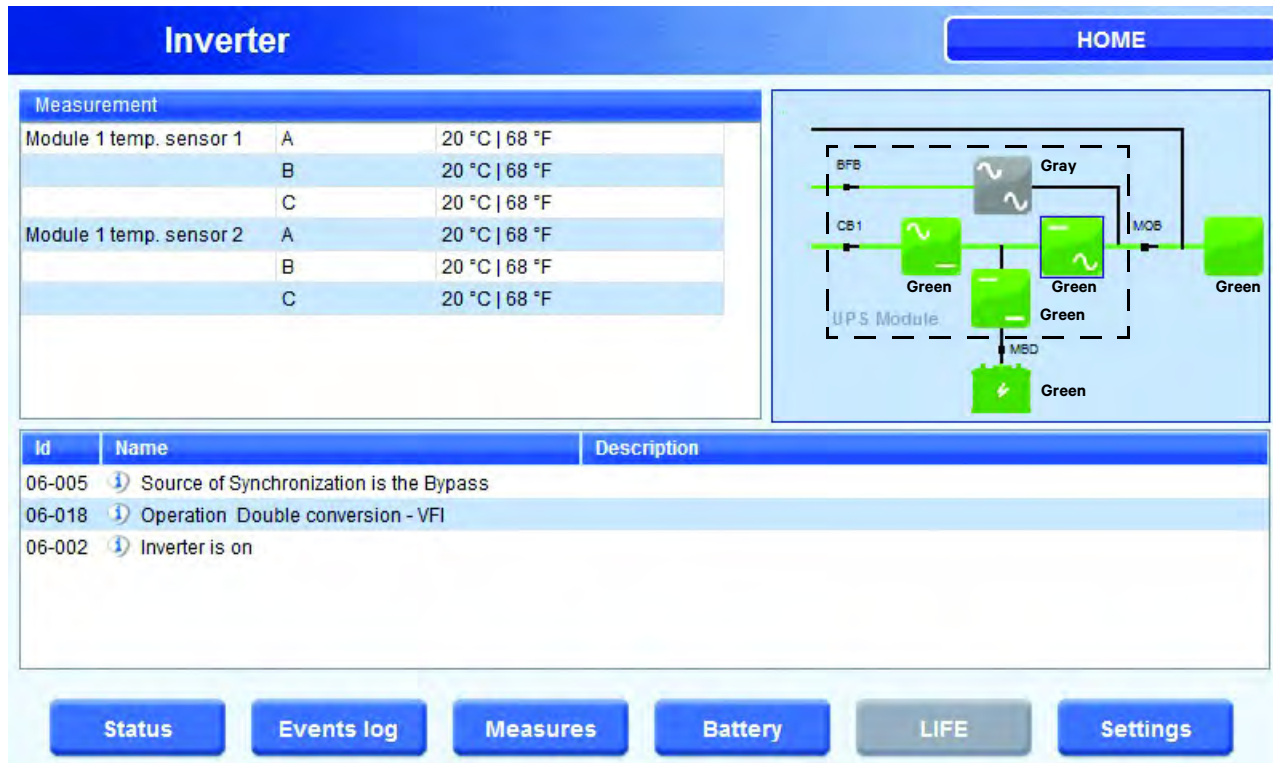 Inverter HOME
Measurement
Module 1 temp. sensor 1 A 20 °C | 68 °F
B 20 °C | 68 °F
C 20 °C | 68 °F
Module 1 temp. sensor 2 A 20 °C | 68 °F
B 20 °C | 68 °F
C 20 °C | 68 °F
BFB Gray
CB1 MOB
Green Green Green
UPS Module Green
MBD
Green
Id Name Description
06-005 Source of Synchronization is the Bypass
06-018 Operation Double conversion - VFI
06-002 Inverter is on
Status Events log Measures Battery LIFE Settings